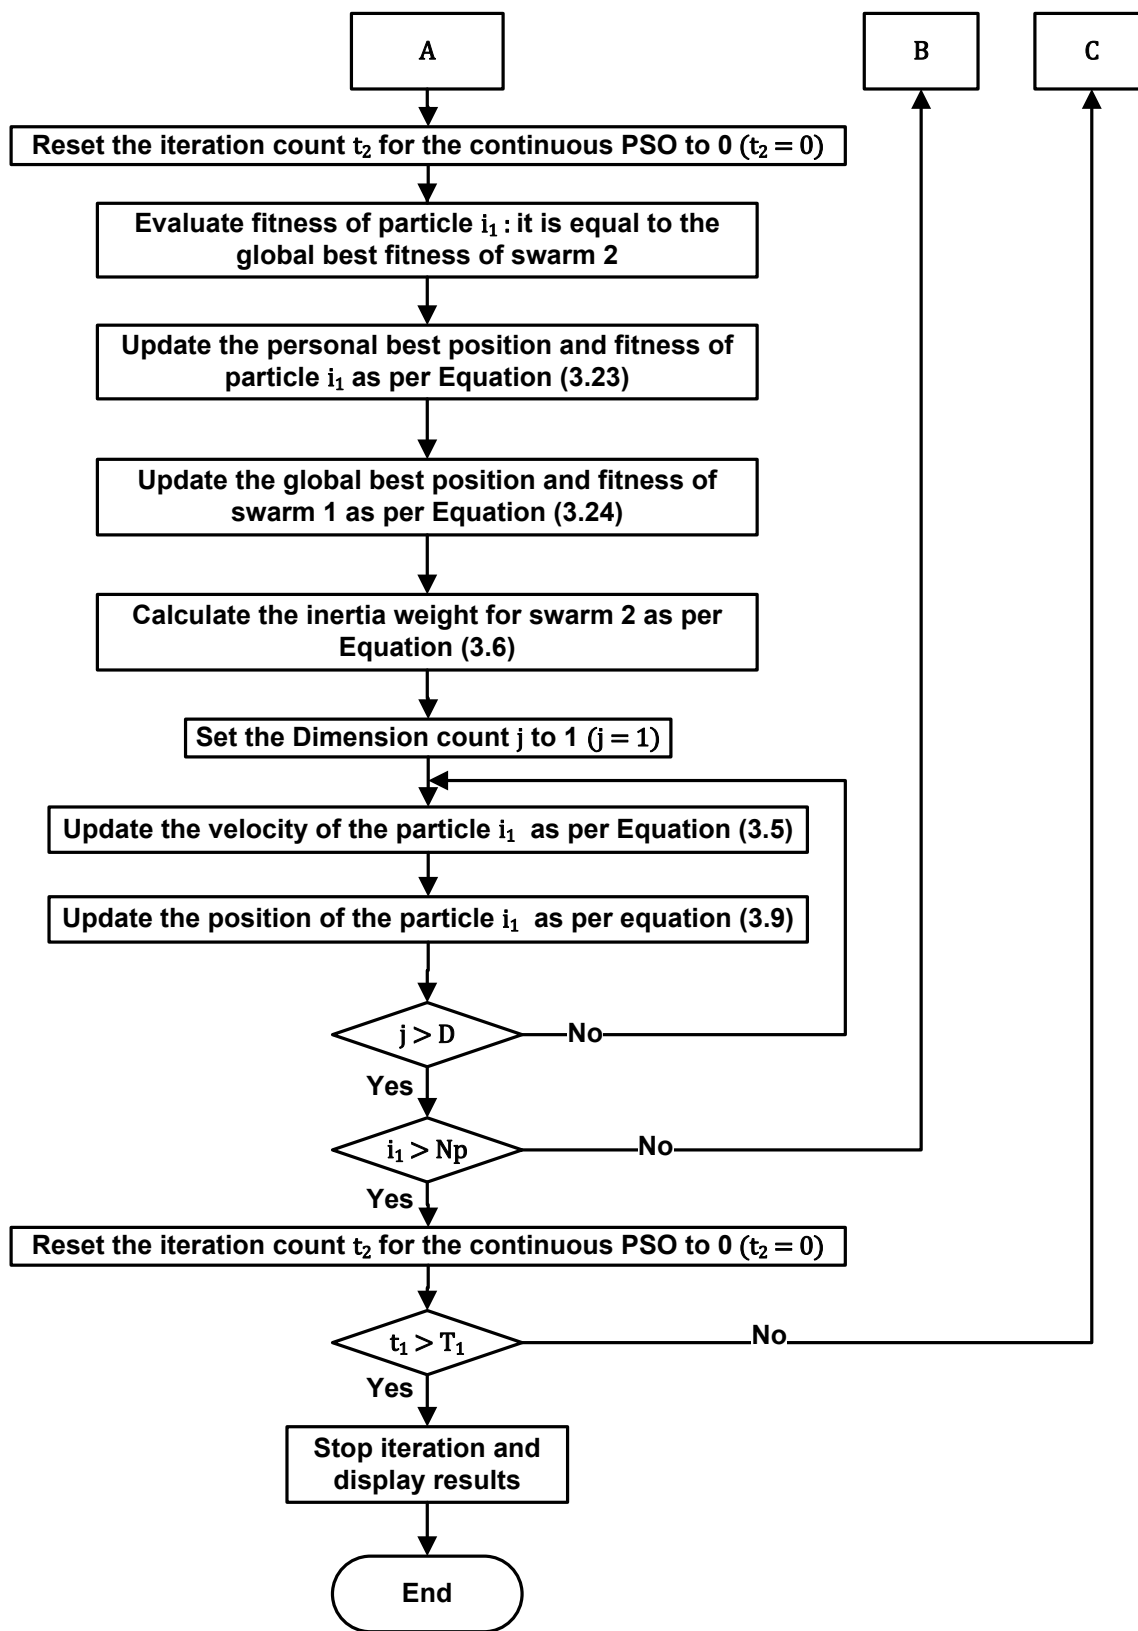 A
B
C
Reset the iteration count t₂ for the continuous PSO to 0 (t₂ = 0)
Evaluate fitness of particle i₁ : it is equal to the
global best fitness of swarm 2
Update the personal best position and fitness of
particle i₁ as per Equation (3.23)
Update the global best position and fitness of
swarm 1 as per Equation (3.24)
Calculate the inertia weight for swarm 2 as per
Equation (3.6)
Set the Dimension count j to 1 (j = 1)
Update the velocity of the particle i₁ as per Equation (3.5)
Update the position of the particle i₁ as per equation (3.9)
j > D
No
Yes
i₁ > Np
No
Yes
Reset the iteration count t₂ for the continuous PSO to 0 (t₂ = 0)
t₁ > T₁
No
Yes
Stop iteration and
display results
End